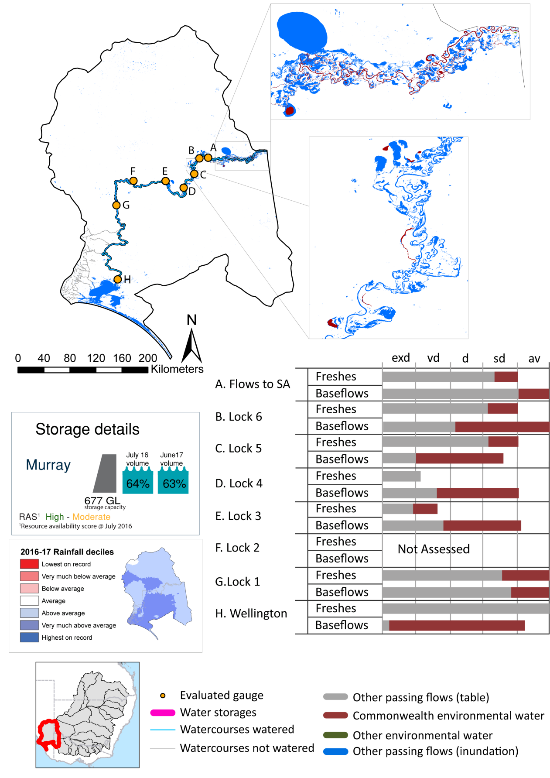 A
B
C
D
E
F
G
H
N
0 40 80 120 160 200
Kilometers
exd vd d sd av
A. Flows to SA
Freshes
Baseflows
B. Lock 6
Freshes
Baseflows
C. Lock 5
Freshes
Baseflows
D. Lock 4
Freshes
Baseflows
E. Lock 3
Freshes
Baseflows
F. Lock 2
Freshes
Baseflows
Not Assessed
G.Lock 1
Freshes
Baseflows
H. Wellington
Freshes
Baseflows
Storage details
Murray
July 16
volume
June17
volume
64%
63%
677 GL
storage capacity
RAS¹ High - Moderate
¹Resource availability score @ July 2016
2016-17 Rainfall deciles
Lowest on record
Very much below average
Below average
Average
Above average
Very much above average
Highest on record
Evaluated gauge
Water storages
Watercourses watered
Watercourses not watered
Other passing flows (table)
Commonwealth environmental water
Other environmental water
Other passing flows (inundation)